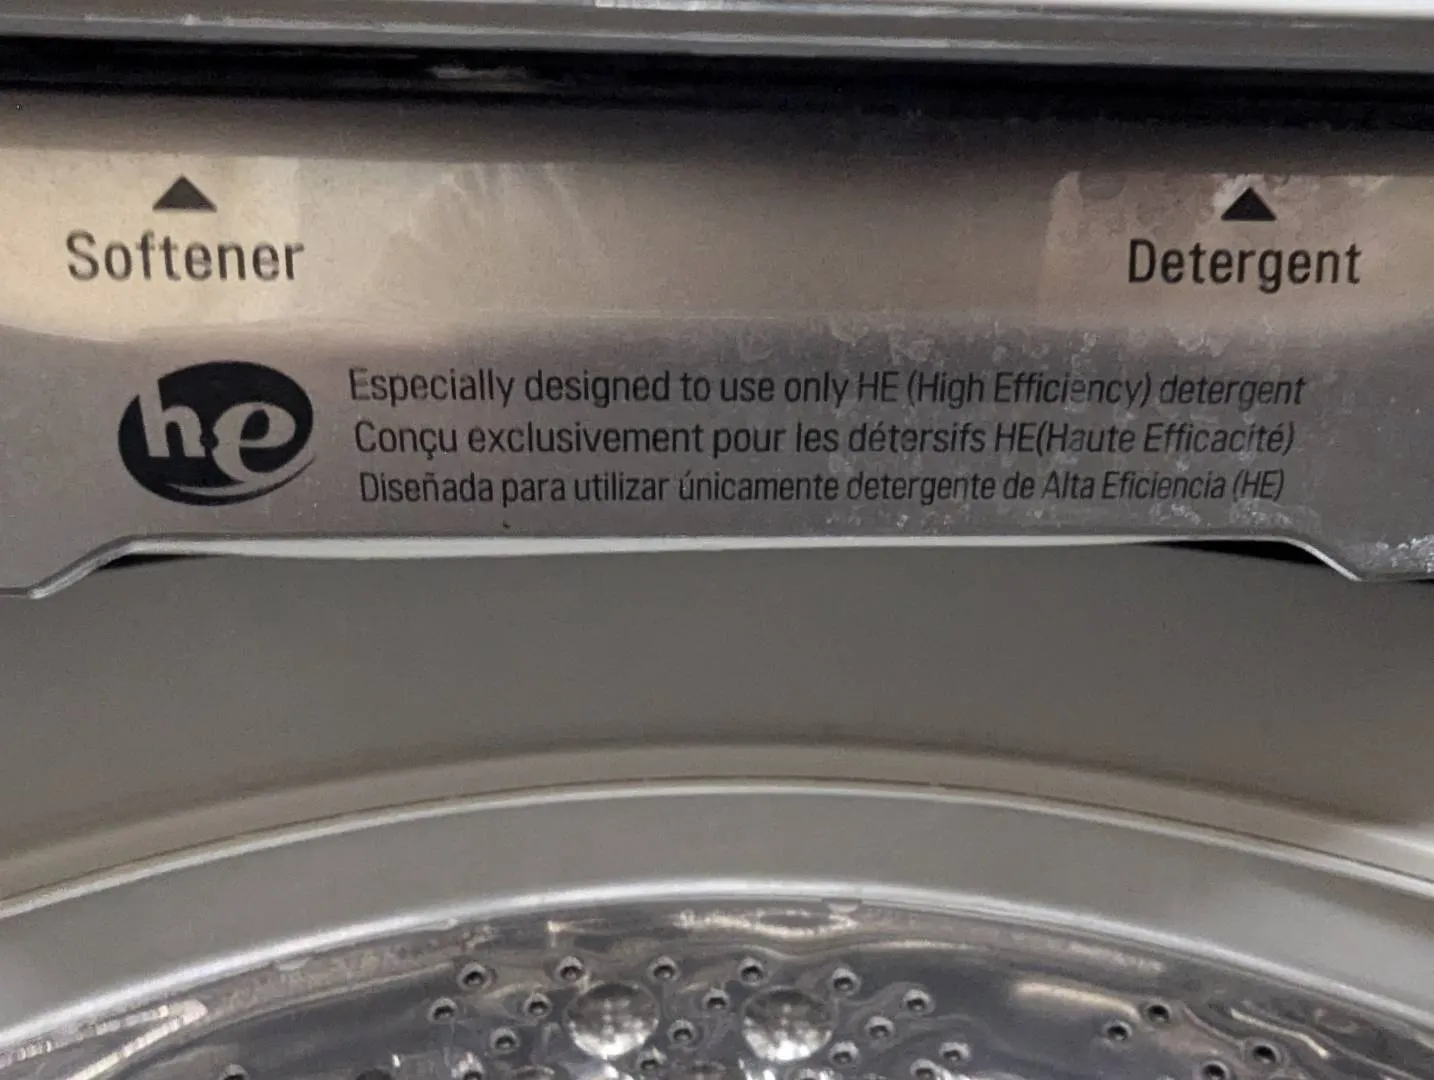 Softener
Detergent
he
Especially designed to use only HE (High Efficiency) detergent
Conçu exclusivement pour les détersifs HE(Haute Efficacité)
Diseñada para utilizar únicamente detergente de Alta Eficiencia (HE)